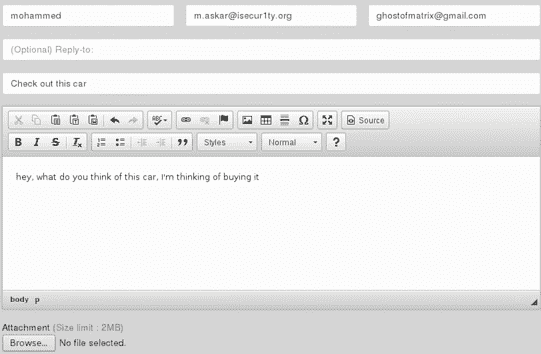 mohammed m.askar@isecur1ty.org ghostofmatrix@gmail.com
(Optional) Reply-to:
Check out this car
ABC Source
B I S Tx Styles Normal ?
hey, what do you think of this car, I'm thinking of buying it
body p
Attachment (Size limit : 2MB)
Browse... No file selected.